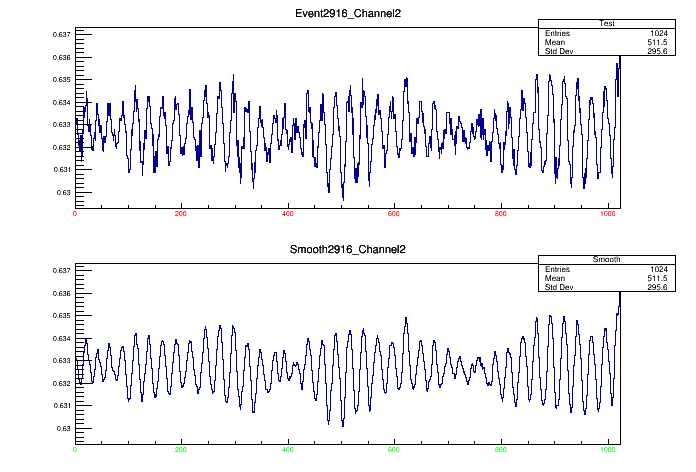 Event2916_Channel2
Test
Entries 1024
Mean 511.5
Std Dev 295.6
0.637
0.636
0.635
0.634
0.633
0.632
0.631
0.63
0 200 400 600 800 1000
Smooth2916_Channel2
Smooth
Entries 1024
Mean 511.5
Std Dev 295.6
0.637
0.636
0.635
0.634
0.633
0.632
0.631
0.63
0 200 400 600 800 1000